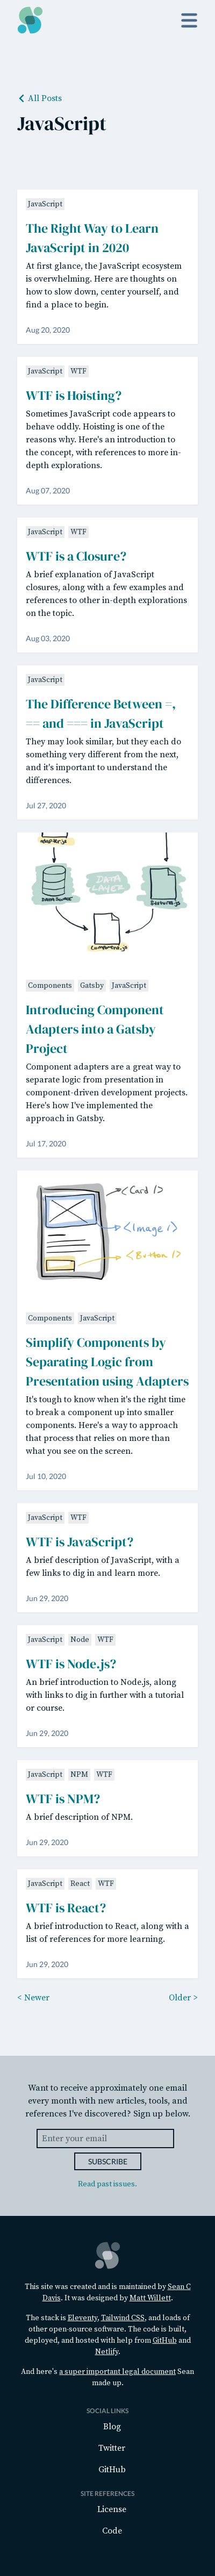 All Posts
JavaScript
JavaScript
The Right Way to Learn
JavaScript in 2020
At first glance, the JavaScript ecosystem
is overwhelming. Here are thoughts on
how to slow down, center yourself, and
find a place to begin.
Aug 20, 2020
JavaScript WTF
WTF is Hoisting?
Sometimes JavaScript code appears to
behave oddly. Hoisting is one of the
reasons why. Here's an introduction to
the concept, with references to more in-
depth explorations.
Aug 07, 2020
JavaScript WTF
WTF is a Closure?
A brief explanation of JavaScript
closures, along with a few examples and
references to other in-depth explorations
on the topic.
Aug 03, 2020
JavaScript
The Difference Between =,
== and === in JavaScript
They may look similar, but they each do
something very different from the next,
and it's important to understand the
differences.
Jul 27, 2020
DATA
LAYER
Component.js
Components Gatsby JavaScript
Introducing Component
Adapters into a Gatsby
Project
Component adapters are a great way to
separate logic from presentation in
component-driven development projects.
Here's how I've implemented the
approach in Gatsby.
Jul 17, 2020
<Card />
<Image />
<Button />
Components JavaScript
Simplify Components by
Separating Logic from
Presentation using Adapters
It's tough to know when it's the right time
to break a component up into smaller
components. Here's a way to approach
that process that relies on more than
what you see on the screen.
Jul 10, 2020
JavaScript WTF
WTF is JavaScript?
A brief description of JavaScript, with a
few links to dig in and learn more.
Jun 29, 2020
JavaScript Node WTF
WTF is Node.js?
An brief introduction to Node.js, along
with links to dig in further with a tutorial
or course.
Jun 29, 2020
JavaScript NPM WTF
WTF is NPM?
A brief description of NPM.
Jun 29, 2020
JavaScript React WTF
WTF is React?
A brief introduction to React, along with a
list of references for more learning.
Jun 29, 2020
< Newer Older >
Want to receive approximately one email
every month with new articles, tools, and
references I've discovered? Sign up below.
Enter your email
SUBSCRIBE
Read past issues.
This site was created and is maintained by Sean C
Davis. It was designed by Matt Willett.
The stack is Eleventy, Tailwind CSS, and loads of
other open-source software. The code is built,
deployed, and hosted with help from GitHub and
Netlify.
And here's a super important legal document Sean
made up.
SOCIAL LINKS
Blog
Twitter
GitHub
SITE REFERENCES
License
Code